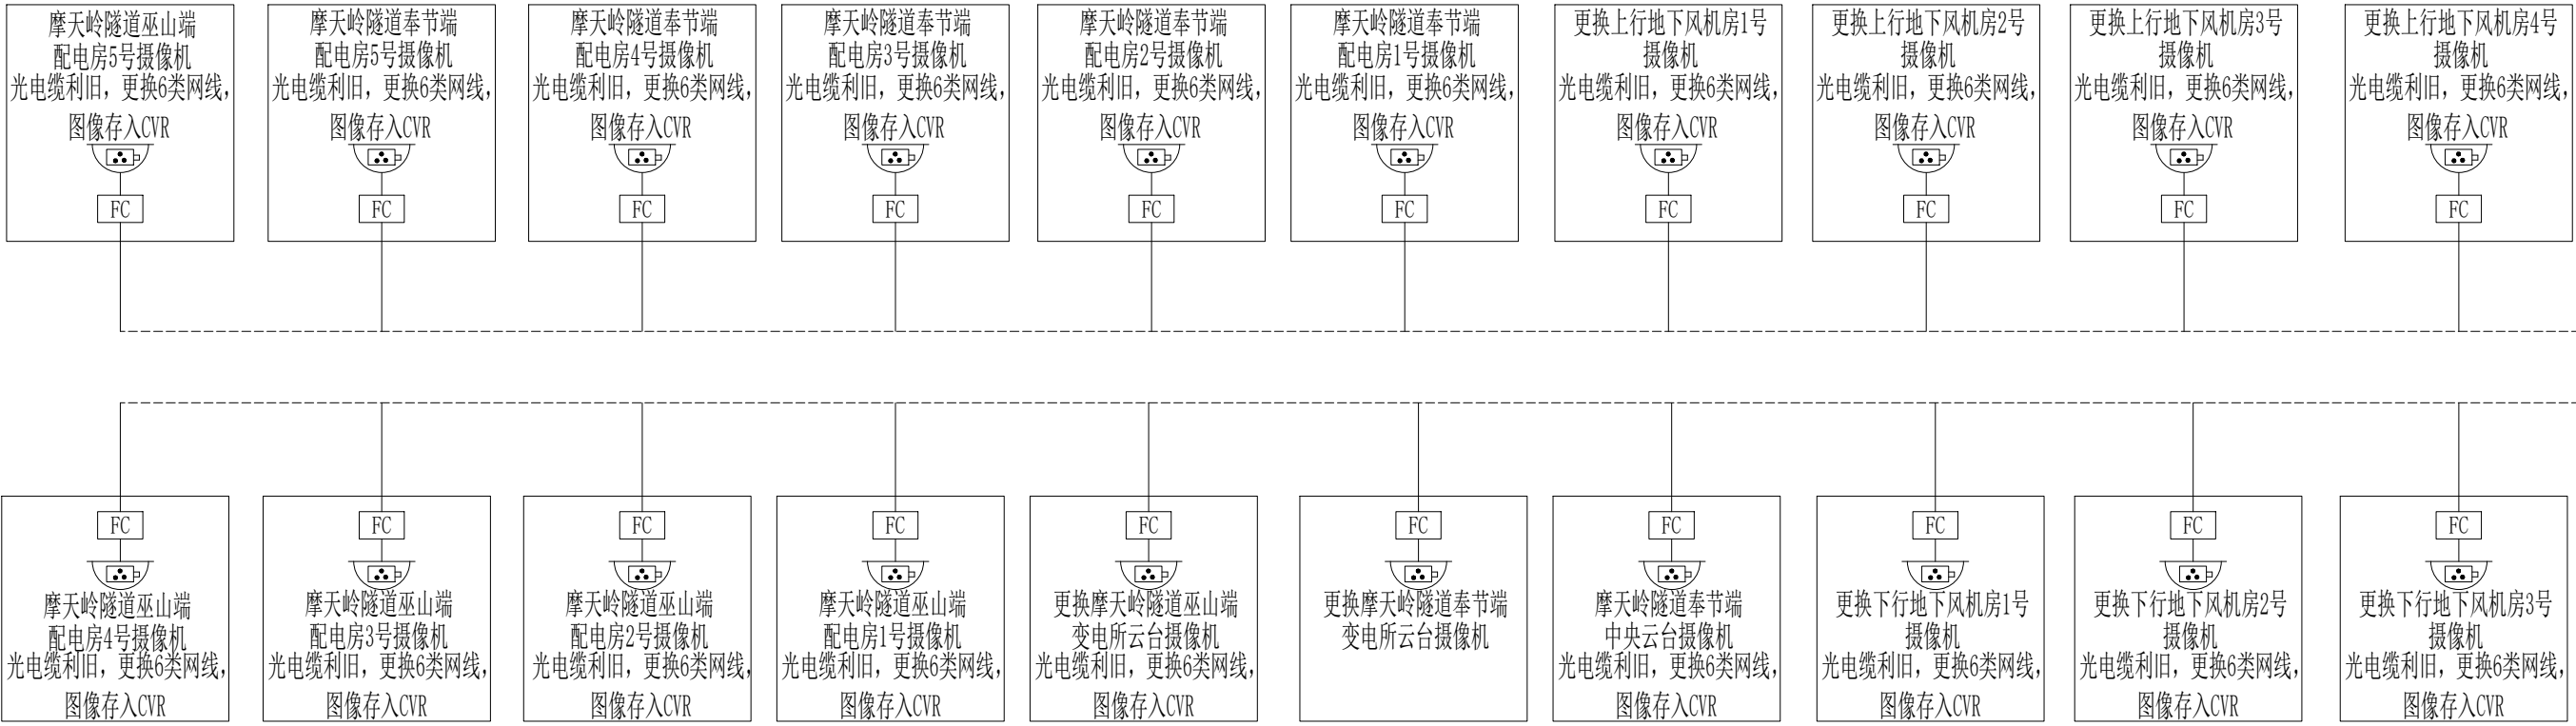 摩天岭隧道巫山端
配电房5号摄像机
光电缆利旧，更换6类网线，
图像存入CVR
FC
摩天岭隧道奉节端
配电房5号摄像机
光电缆利旧，更换6类网线，
图像存入CVR
FC
摩天岭隧道奉节端
配电房4号摄像机
光电缆利旧，更换6类网线，
图像存入CVR
FC
摩天岭隧道奉节端
配电房3号摄像机
光电缆利旧，更换6类网线，
图像存入CVR
FC
摩天岭隧道奉节端
配电房2号摄像机
光电缆利旧，更换6类网线，
图像存入CVR
FC
摩天岭隧道奉节端
配电房1号摄像机
光电缆利旧，更换6类网线，
图像存入CVR
FC
更换上行地下风机房1号
摄像机
光电缆利旧，更换6类网线，
图像存入CVR
FC
更换上行地下风机房2号
摄像机
光电缆利旧，更换6类网线，
图像存入CVR
FC
更换上行地下风机房3号
摄像机
光电缆利旧，更换6类网线，
图像存入CVR
FC
更换上行地下风机房4号
摄像机
光电缆利旧，更换6类网线，
图像存入CVR
FC
FC
摩天岭隧道巫山端
配电房4号摄像机
光电缆利旧，更换6类网线，
图像存入CVR
FC
摩天岭隧道巫山端
配电房3号摄像机
光电缆利旧，更换6类网线，
图像存入CVR
FC
摩天岭隧道巫山端
配电房2号摄像机
光电缆利旧，更换6类网线，
图像存入CVR
FC
摩天岭隧道巫山端
配电房1号摄像机
光电缆利旧，更换6类网线，
图像存入CVR
FC
更换摩天岭隧道巫山端
变电所云台摄像机
光电缆利旧，更换6类网线，
图像存入CVR
FC
更换摩天岭隧道奉节端
变电所云台摄像机
FC
摩天岭隧道奉节端
中央云台摄像机
光电缆利旧，更换6类网线，
图像存入CVR
FC
更换下行地下风机房1号
摄像机
光电缆利旧，更换6类网线，
图像存入CVR
FC
更换下行地下风机房2号
摄像机
光电缆利旧，更换6类网线，
图像存入CVR
FC
更换下行地下风机房3号
摄像机
光电缆利旧，更换6类网线，
图像存入CVR